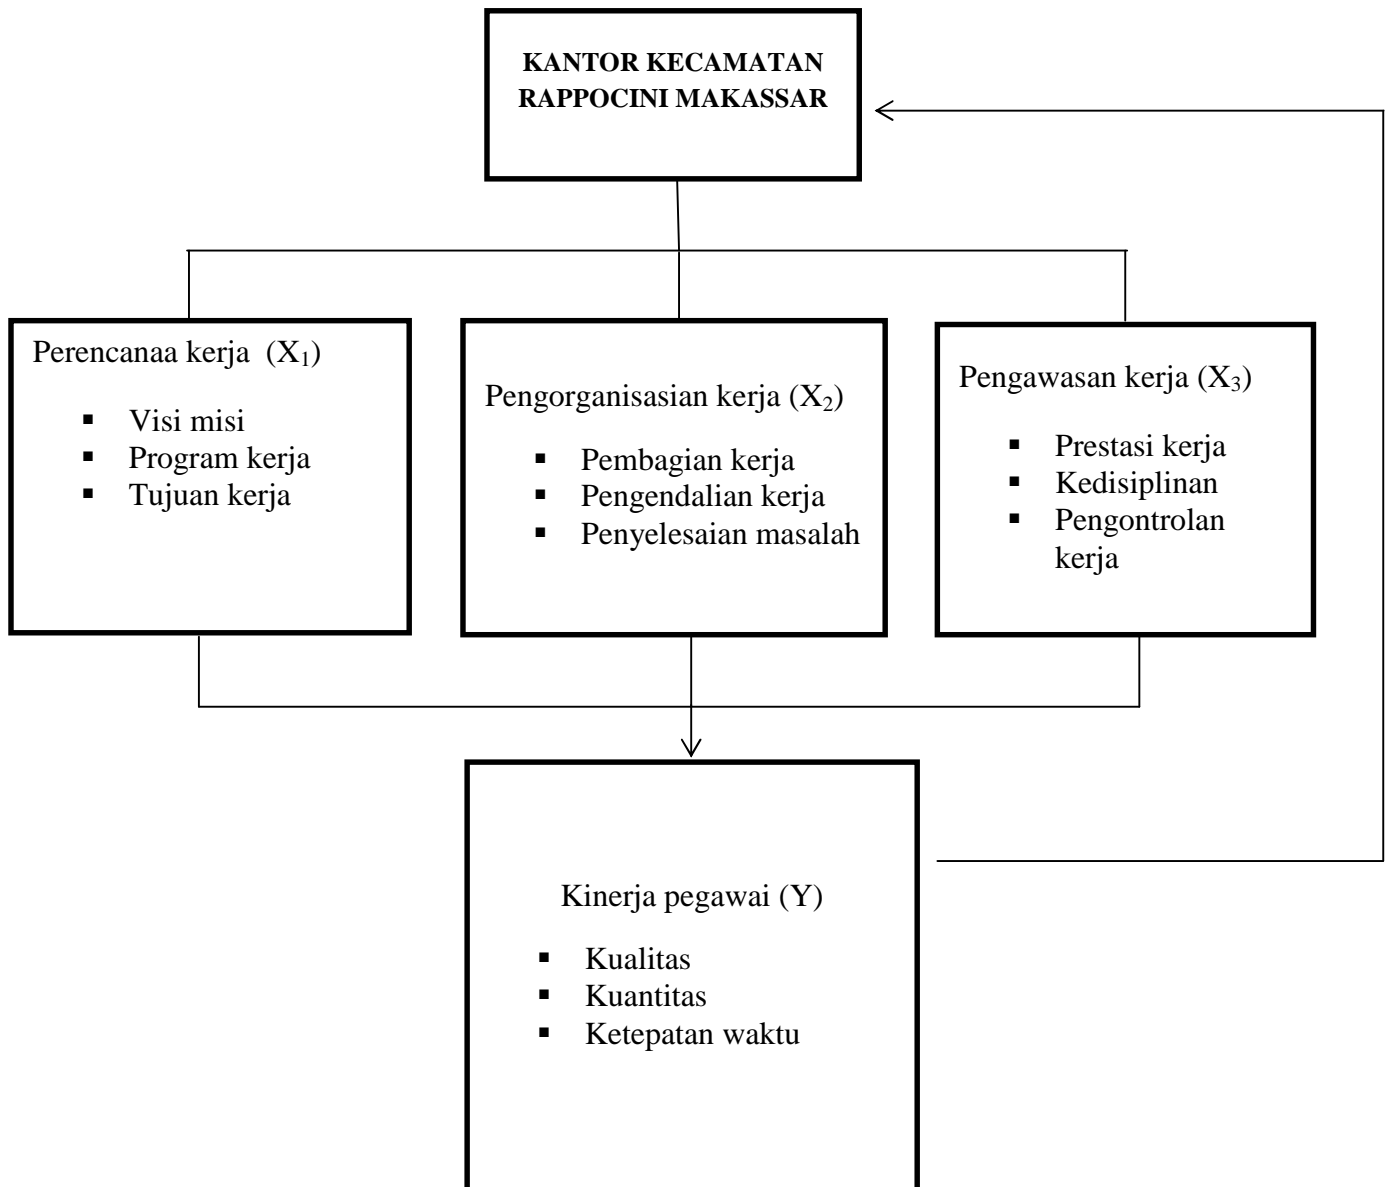 KANTOR KECAMATAN
RAPPOCINI MAKASSAR
Perencanaa kerja (X₁)
▪ Visi misi
▪ Program kerja
▪ Tujuan kerja
Pengorganisasian kerja (X₂)
▪ Pembagian kerja
▪ Pengendalian kerja
▪ Penyelesaian masalah
Pengawasan kerja (X₃)
▪ Prestasi kerja
▪ Kedisiplinan
▪ Pengontrolan
kerja
Kinerja pegawai (Y)
▪ Kualitas
▪ Kuantitas
▪ Ketepatan waktu